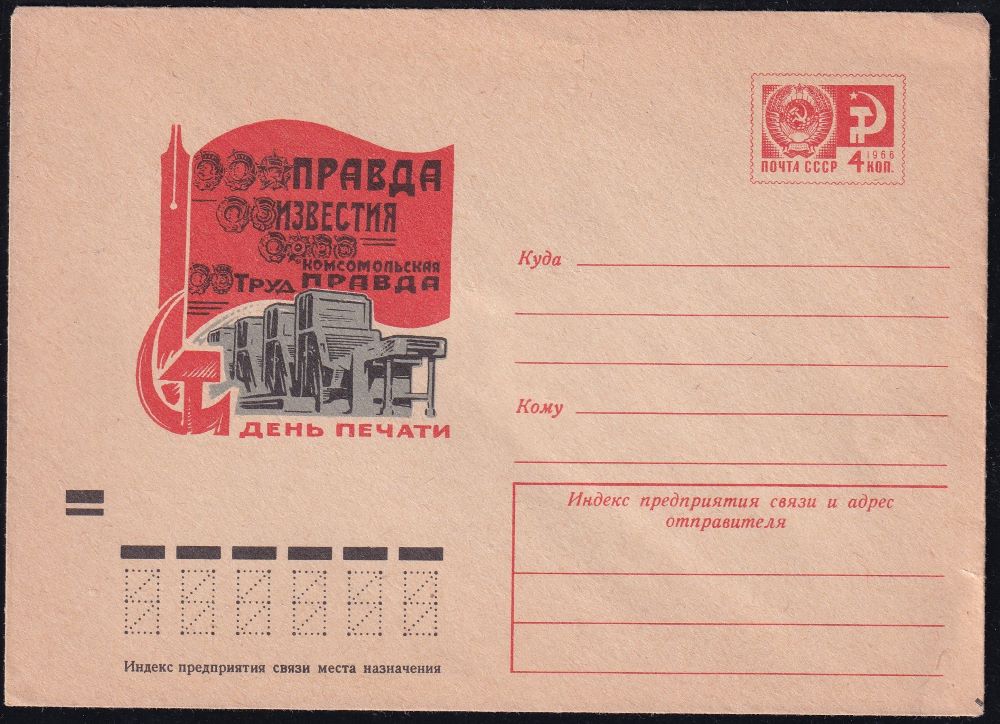 ПРАВДА
ИЗВЕСТИЯ
КОМСОМОЛЬСКАЯ
ТРУД ПРАВДА
ДЕНЬ ПЕЧАТИ
ПОЧТА СССР
1966
4 КОП.
Куда
Кому
Индекс предприятия связи и адрес
отправителя
Индекс предприятия связи места назначения